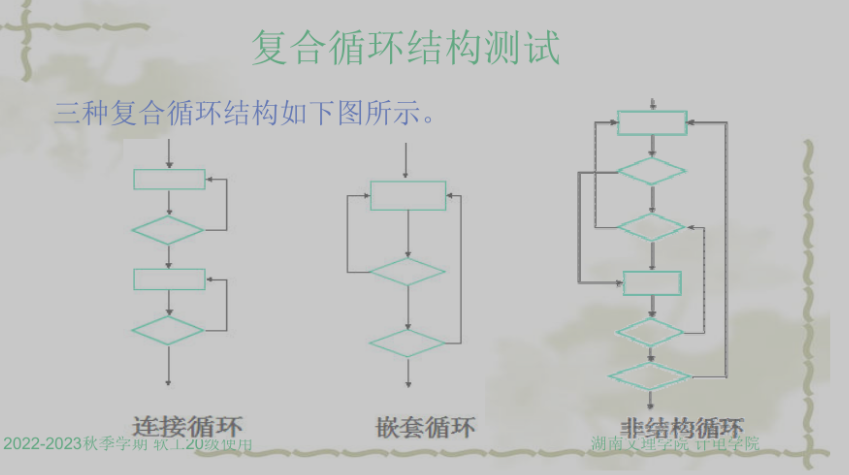 复合循环结构测试
三种复合循环结构如下图所示。
连接循环
嵌套循环
非结构循环
2022-2023秋季学期 软工20级使用
湖南文理学院 计电学院